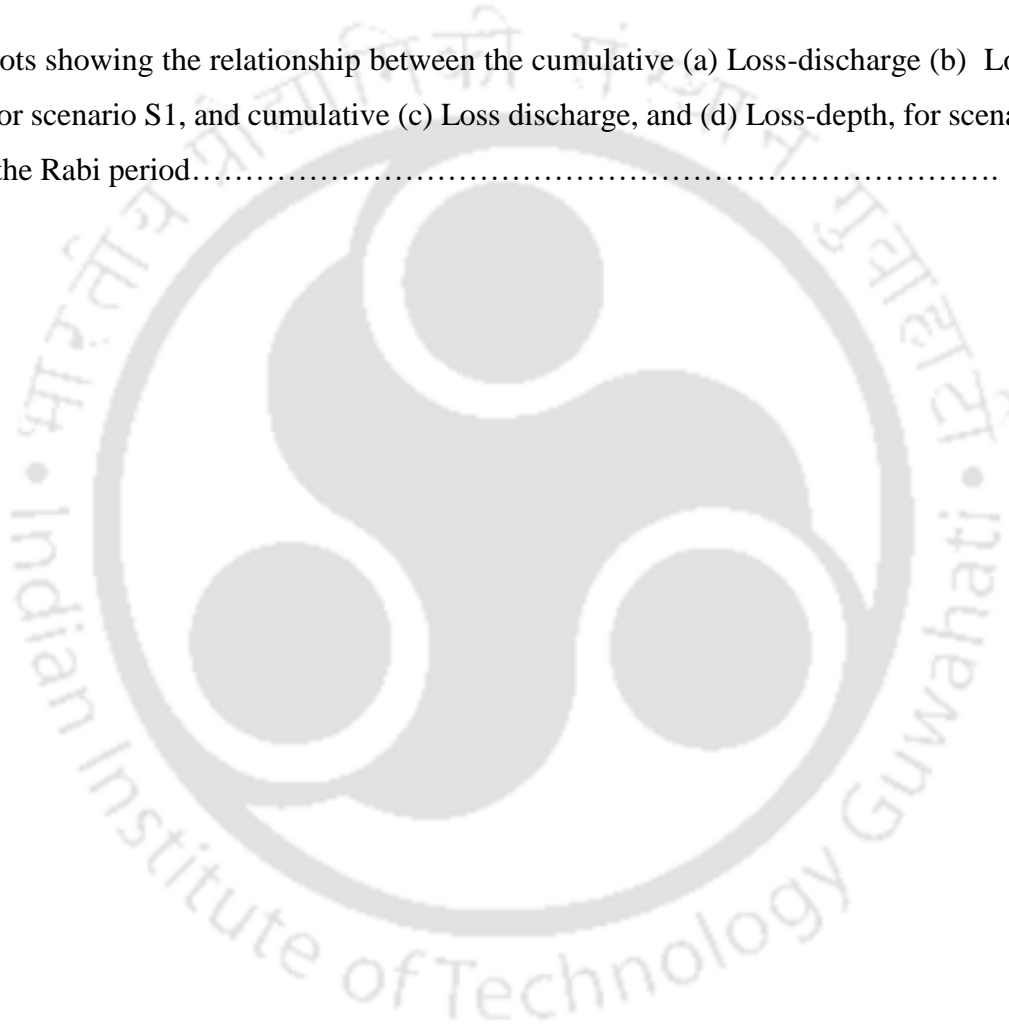 ots showing the relationship between the cumulative (a) Loss-discharge (b) Lo
or scenario S1, and cumulative (c) Loss discharge, and (d) Loss-depth, for scena
the Rabi period……………………………………………………………………….
भारतीय प्रौद्योगिकी संस्थान गुवाहाटी
• Indian Institute of Technology Guwahati •